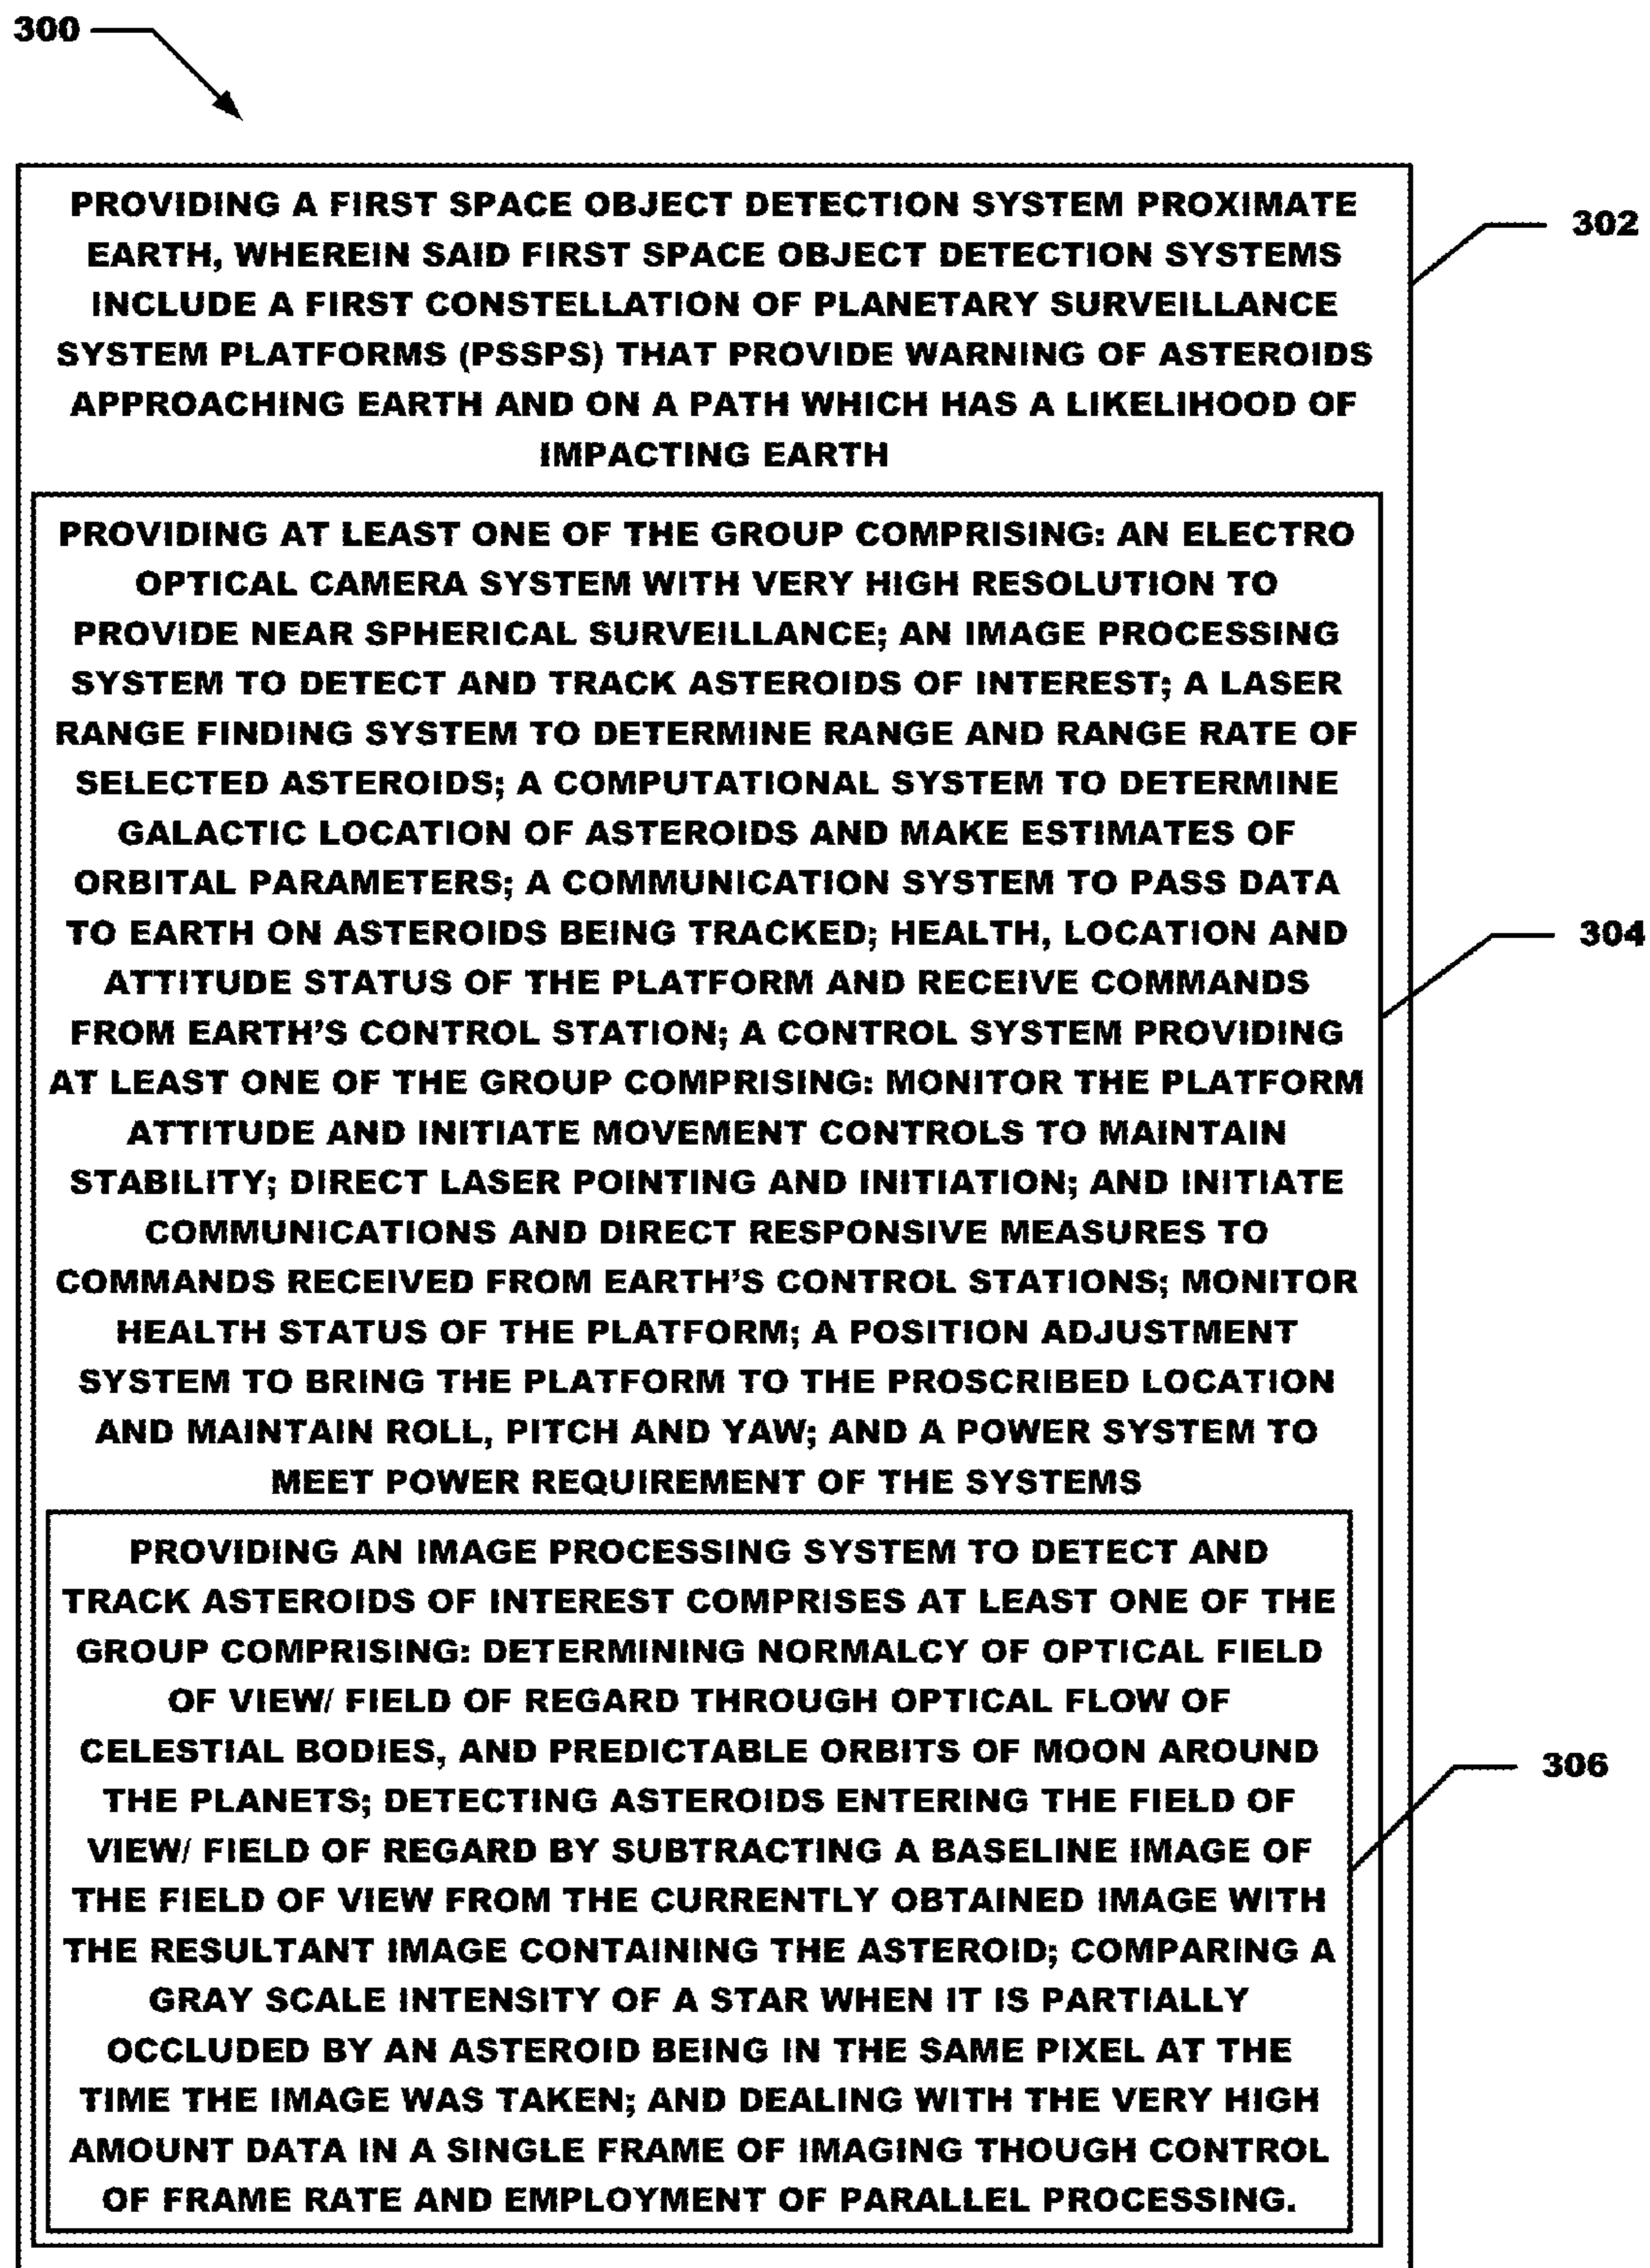 300
PROVIDING A FIRST SPACE OBJECT DETECTION SYSTEM PROXIMATE
EARTH, WHEREIN SAID FIRST SPACE OBJECT DETECTION SYSTEMS
INCLUDE A FIRST CONSTELLATION OF PLANETARY SURVEILLANCE
SYSTEM PLATFORMS (PSSPS) THAT PROVIDE WARNING OF ASTEROIDS
APPROACHING EARTH AND ON A PATH WHICH HAS A LIKELIHOOD OF
IMPACTING EARTH
302
PROVIDING AT LEAST ONE OF THE GROUP COMPRISING: AN ELECTRO
OPTICAL CAMERA SYSTEM WITH VERY HIGH RESOLUTION TO
PROVIDE NEAR SPHERICAL SURVEILLANCE; AN IMAGE PROCESSING
SYSTEM TO DETECT AND TRACK ASTEROIDS OF INTEREST; A LASER
RANGE FINDING SYSTEM TO DETERMINE RANGE AND RANGE RATE OF
SELECTED ASTEROIDS; A COMPUTATIONAL SYSTEM TO DETERMINE
GALACTIC LOCATION OF ASTEROIDS AND MAKE ESTIMATES OF
ORBITAL PARAMETERS; A COMMUNICATION SYSTEM TO PASS DATA
TO EARTH ON ASTEROIDS BEING TRACKED; HEALTH, LOCATION AND
ATTITUDE STATUS OF THE PLATFORM AND RECEIVE COMMANDS
FROM EARTH'S CONTROL STATION; A CONTROL SYSTEM PROVIDING
AT LEAST ONE OF THE GROUP COMPRISING: MONITOR THE PLATFORM
ATTITUDE AND INITIATE MOVEMENT CONTROLS TO MAINTAIN
STABILITY; DIRECT LASER POINTING AND INITIATION; AND INITIATE
COMMUNICATIONS AND DIRECT RESPONSIVE MEASURES TO
COMMANDS RECEIVED FROM EARTH'S CONTROL STATIONS; MONITOR
HEALTH STATUS OF THE PLATFORM; A POSITION ADJUSTMENT
SYSTEM TO BRING THE PLATFORM TO THE PROSCRIBED LOCATION
AND MAINTAIN ROLL, PITCH AND YAW; AND A POWER SYSTEM TO
MEET POWER REQUIREMENT OF THE SYSTEMS
304
PROVIDING AN IMAGE PROCESSING SYSTEM TO DETECT AND
TRACK ASTEROIDS OF INTEREST COMPRISES AT LEAST ONE OF THE
GROUP COMPRISING: DETERMINING NORMALCY OF OPTICAL FIELD
OF VIEW/ FIELD OF REGARD THROUGH OPTICAL FLOW OF
CELESTIAL BODIES, AND PREDICTABLE ORBITS OF MOON AROUND
THE PLANETS; DETECTING ASTEROIDS ENTERING THE FIELD OF
VIEW/ FIELD OF REGARD BY SUBTRACTING A BASELINE IMAGE OF
THE FIELD OF VIEW FROM THE CURRENTLY OBTAINED IMAGE WITH
THE RESULTANT IMAGE CONTAINING THE ASTEROID; COMPARING A
GRAY SCALE INTENSITY OF A STAR WHEN IT IS PARTIALLY
OCCLUDED BY AN ASTEROID BEING IN THE SAME PIXEL AT THE
TIME THE IMAGE WAS TAKEN; AND DEALING WITH THE VERY HIGH
AMOUNT DATA IN A SINGLE FRAME OF IMAGING THOUGH CONTROL
OF FRAME RATE AND EMPLOYMENT OF PARALLEL PROCESSING.
306